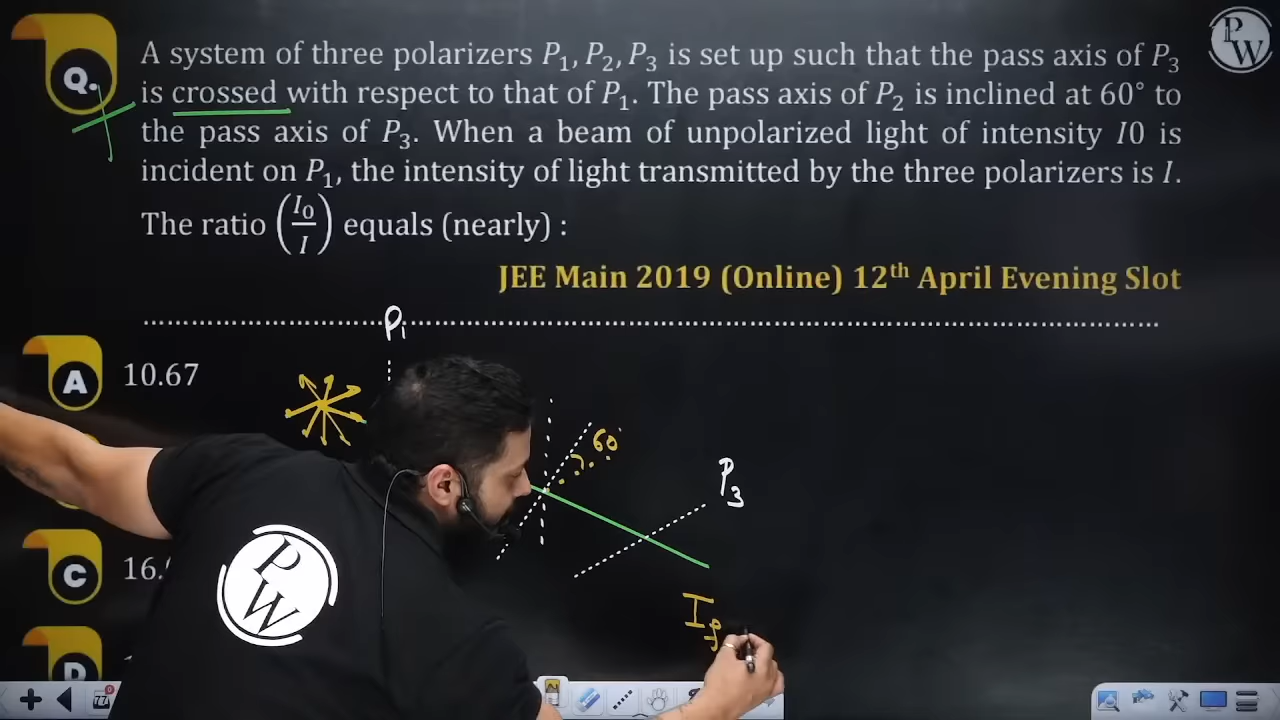 Q.
A system of three polarizers P₁, P₂, P₃ is set up such that the pass axis of P₃
is crossed with respect to that of P₁. The pass axis of P₂ is inclined at 60° to
the pass axis of P₃. When a beam of unpolarized light of intensity I0 is
incident on P₁, the intensity of light transmitted by the three polarizers is I.
The ratio (I₀/I) equals (nearly) :
JEE Main 2019 (Online) 12th April Evening Slot
P₁
A 10.67
60°
P₃
C 16.
I
D
PW
PW